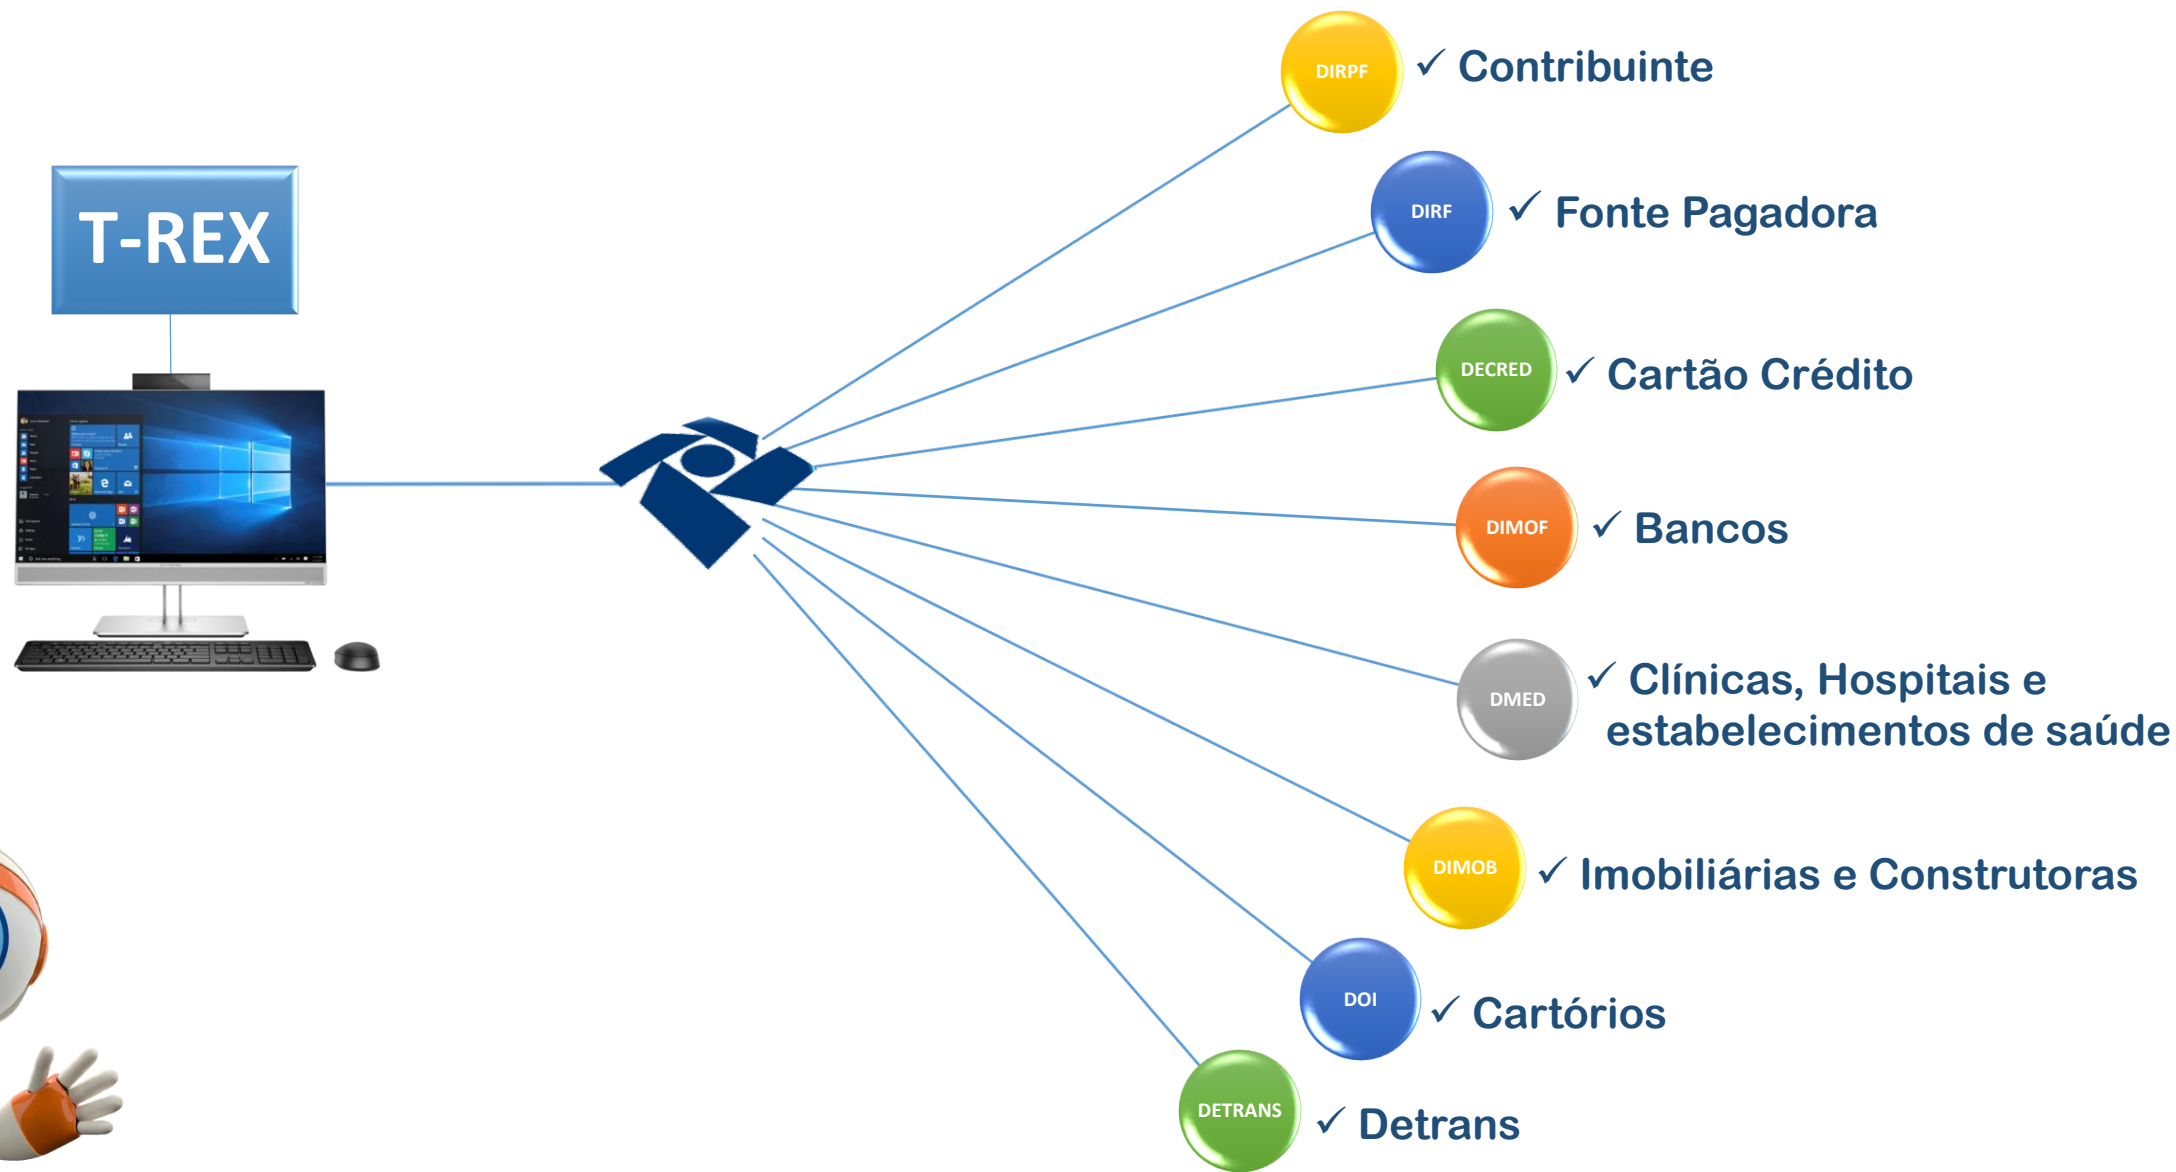 DIRPF
✓ Contribuinte
T-REX
DIRF
✓ Fonte Pagadora
DECRED
✓ Cartão Crédito
DIMOF
✓ Bancos
DMED
✓ Clínicas, Hospitais e
estabelecimentos de saúde
DIMOB
✓ Imobiliárias e Construtoras
DOI
✓ Cartórios
DETRANS
✓ Detrans